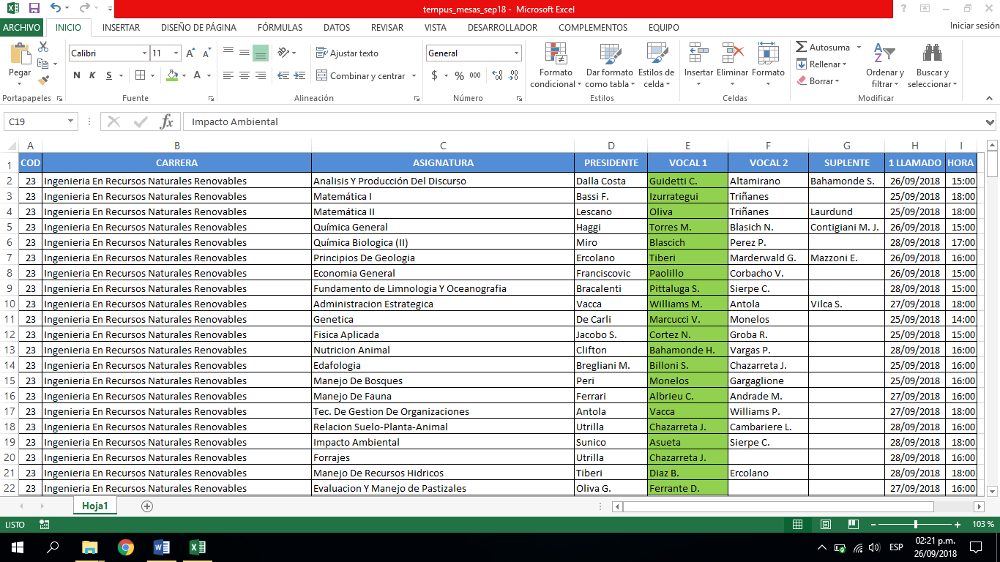 tempus_mesas_sep18 - Microsoft Excel
ARCHIVO INICIO INSERTAR DISEÑO DE PÁGINA FÓRMULAS DATOS REVISAR VISTA DESARROLLADOR COMPLEMENTOS EQUIPO Iniciar sesión
Calibri 11 Ajustar texto General Autosuma
Rellenar
Borrar
Pegar N K S A Combinar y centrar $ % 000 Formato condicional Dar formato como tabla Estilos de celda Insertar Eliminar Formato Ordenar y filtrar Buscar y seleccionar
Portapapeles Fuente Alineación Número Estilos Celdas Modificar
C19 fx Impacto Ambiental
A B C D E F G H I
1 COD CARRERA ASIGNATURA PRESIDENTE VOCAL 1 VOCAL 2 SUPLENTE 1 LLAMADO HORA
2 23 Ingenieria En Recursos Naturales Renovables Analisis Y Producción Del Discurso Dalla Costa Guidetti C. Altamirano Bahamonde S. 26/09/2018 15:00
3 23 Ingenieria En Recursos Naturales Renovables Matemática I Bassi F. Izurrategui Triñanes 25/09/2018 18:00
4 23 Ingenieria En Recursos Naturales Renovables Matemática II Lescano Oliva Triñanes Laurdund 25/09/2018 18:00
5 23 Ingenieria En Recursos Naturales Renovables Química General Haggi Torres M. Blasich N. Contigiani M. J. 26/09/2018 15:00
6 23 Ingenieria En Recursos Naturales Renovables Química Biologica (II) Miro Blascich Perez P. 28/09/2018 17:00
7 23 Ingenieria En Recursos Naturales Renovables Principios De Geologia Ercolano Tiberi Marderwald G. Mazzoni E. 26/09/2018 16:00
8 23 Ingenieria En Recursos Naturales Renovables Economia General Franciscovic Paolillo Corbacho V. 26/09/2018 15:00
9 23 Ingenieria En Recursos Naturales Renovables Fundamento de Limnologia Y Oceanografia Bracalenti Pittaluga S. Sierpe C. 28/09/2018 15:00
10 23 Ingenieria En Recursos Naturales Renovables Administracion Estrategica Vacca Williams M. Antola Vilca S. 27/09/2018 18:00
11 23 Ingenieria En Recursos Naturales Renovables Genetica De Carli Marcucci V. Monelos 25/09/2018 14:00
12 23 Ingenieria En Recursos Naturales Renovables Fisica Aplicada Jacobo S. Cortez N. Groba R. 25/09/2018 15:00
13 23 Ingenieria En Recursos Naturales Renovables Nutricion Animal Clifton Bahamonde H. Vargas P. 28/09/2018 16:00
14 23 Ingenieria En Recursos Naturales Renovables Edafologia Bregliani M. Billoni S. Chazarreta J. 25/09/2018 16:00
15 23 Ingenieria En Recursos Naturales Renovables Manejo De Bosques Peri Monelos Gargaglione 25/09/2018 16:00
16 23 Ingenieria En Recursos Naturales Renovables Manejo De Fauna Ferrari Albrieu C. Andrade M. 27/09/2018 16:00
17 23 Ingenieria En Recursos Naturales Renovables Tec. De Gestion De Organizaciones Antola Vacca Williams P. 27/09/2018 18:00
18 23 Ingenieria En Recursos Naturales Renovables Relacion Suelo-Planta-Animal Utrilla Chazarreta J. Cambariere L. 28/09/2018 16:00
19 23 Ingenieria En Recursos Naturales Renovables Impacto Ambiental Sunico Asueta Sierpe C. 28/09/2018 18:00
20 23 Ingenieria En Recursos Naturales Renovables Forrajes Utrilla Chazarreta J. 28/09/2018 16:00
21 23 Ingenieria En Recursos Naturales Renovables Manejo De Recursos Hidricos Tiberi Diaz B. Ercolano 28/09/2018 18:00
22 23 Ingenieria En Recursos Naturales Renovables Evaluacion Y Manejo de Pastizales Oliva G. Ferrante D. 27/09/2018 16:00
Hoja1
LISTO 103 %
ESP 02:21 p.m.
26/09/2018